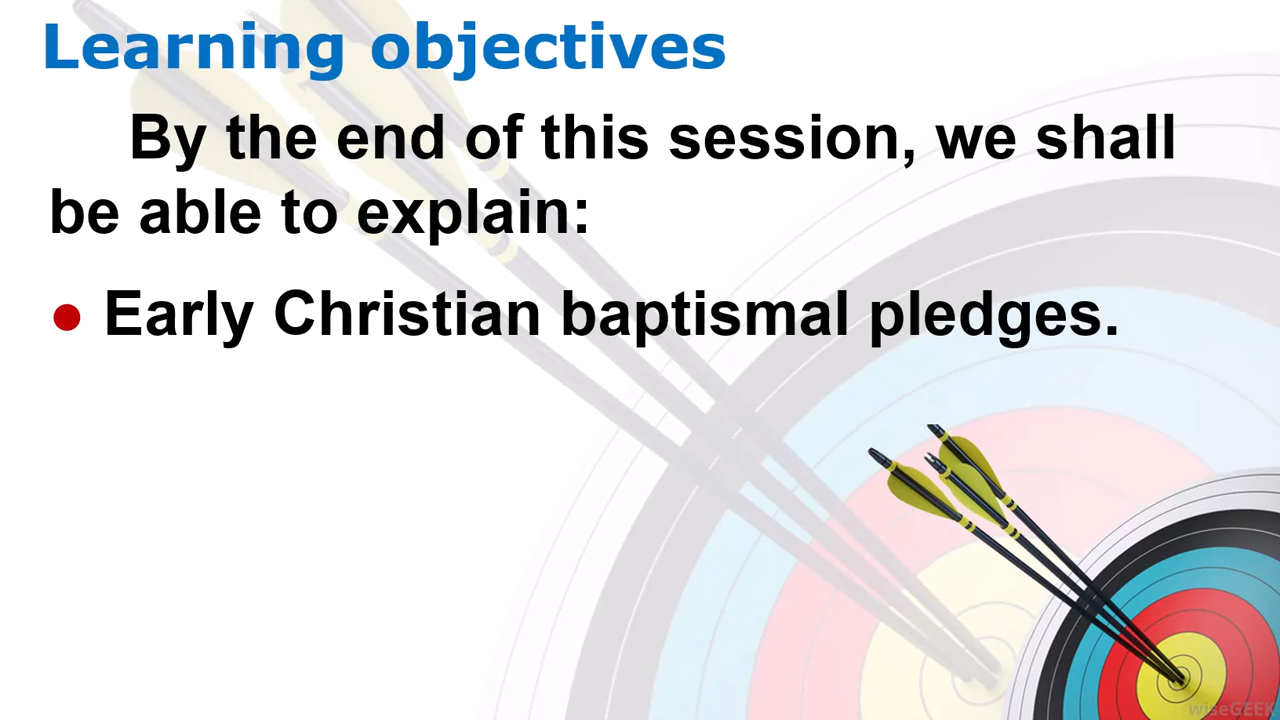 Learning objectives
By the end of this session, we shall
be able to explain:
● Early Christian baptismal pledges.
wiseGEEK